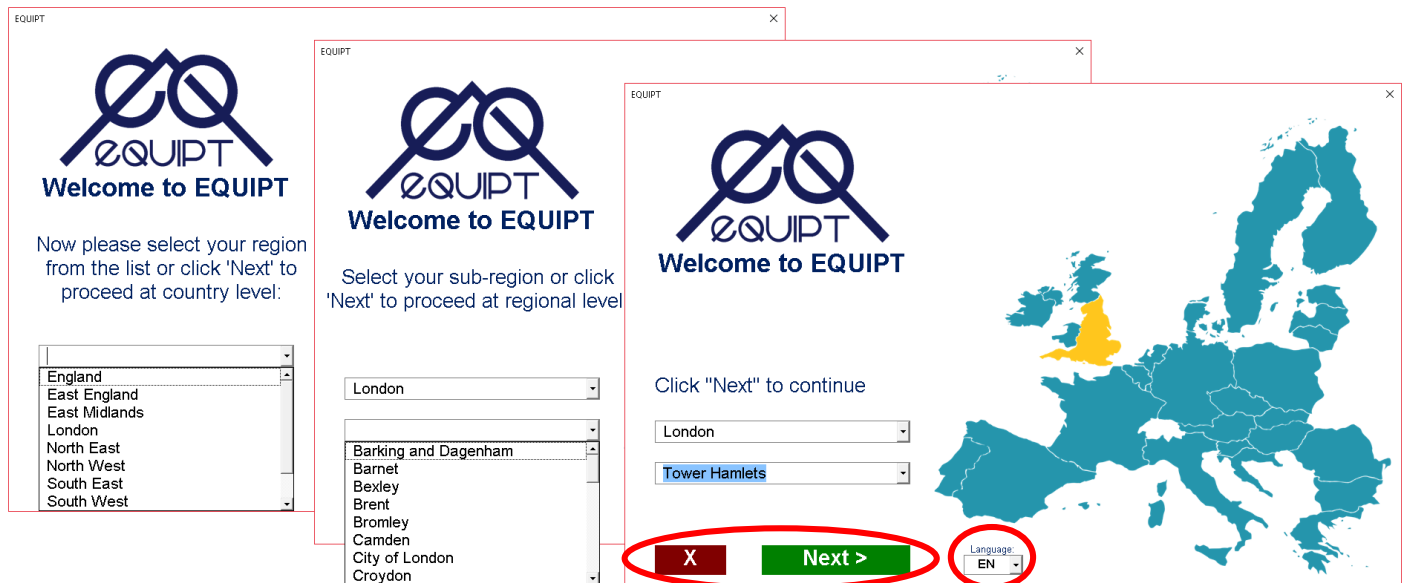 EQUIPT
eQUIPT
Welcome to EQUIPT
Now please select your region
from the list or click 'Next' to
proceed at country level:
England
East England
East Midlands
London
North East
North West
South East
South West
EQUIPT
eQUIPT
Welcome to EQUIPT
Select your sub-region or click
'Next' to proceed at regional level
London
Barking and Dagenham
Barnet
Bexley
Brent
Bromley
Camden
City of London
Croydon
EQUIPT
eQUIPT
Welcome to EQUIPT
Click "Next" to continue
London
Tower Hamlets
X
Next >
Language:
EN